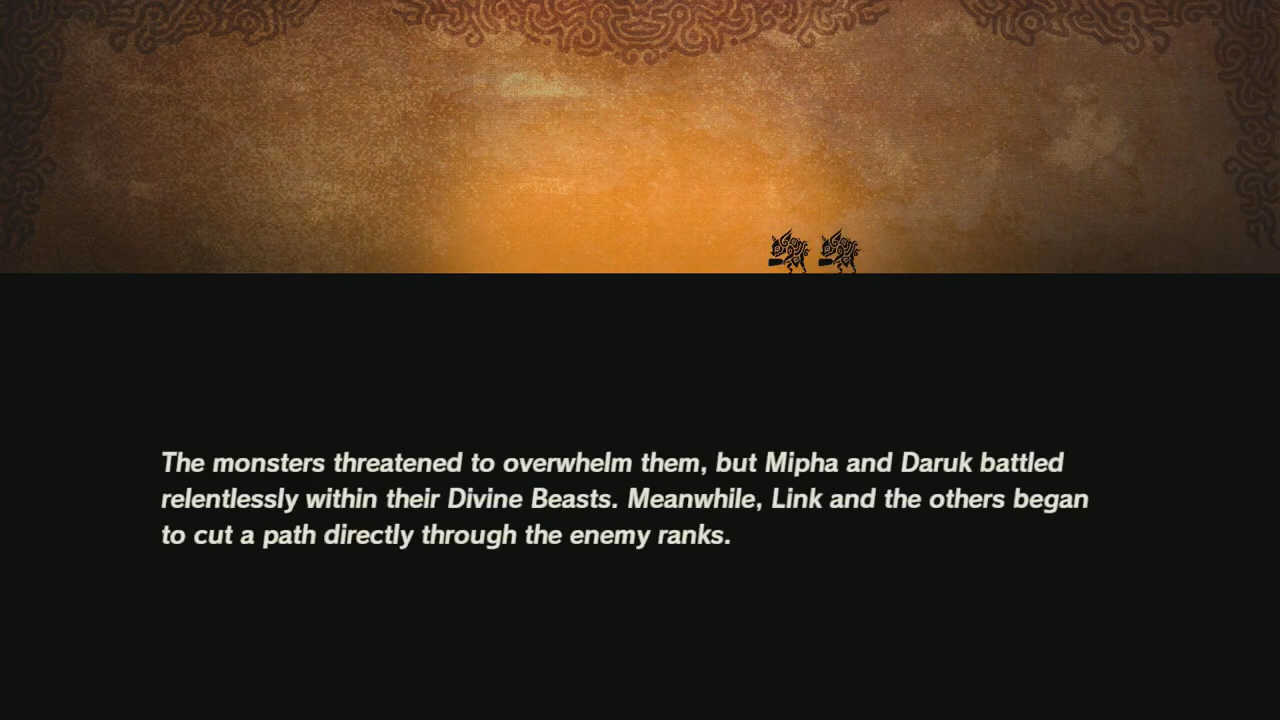 The monsters threatened to overwhelm them, but Mipha and Daruk battled
relentlessly within their Divine Beasts. Meanwhile, Link and the others began
to cut a path directly through the enemy ranks.